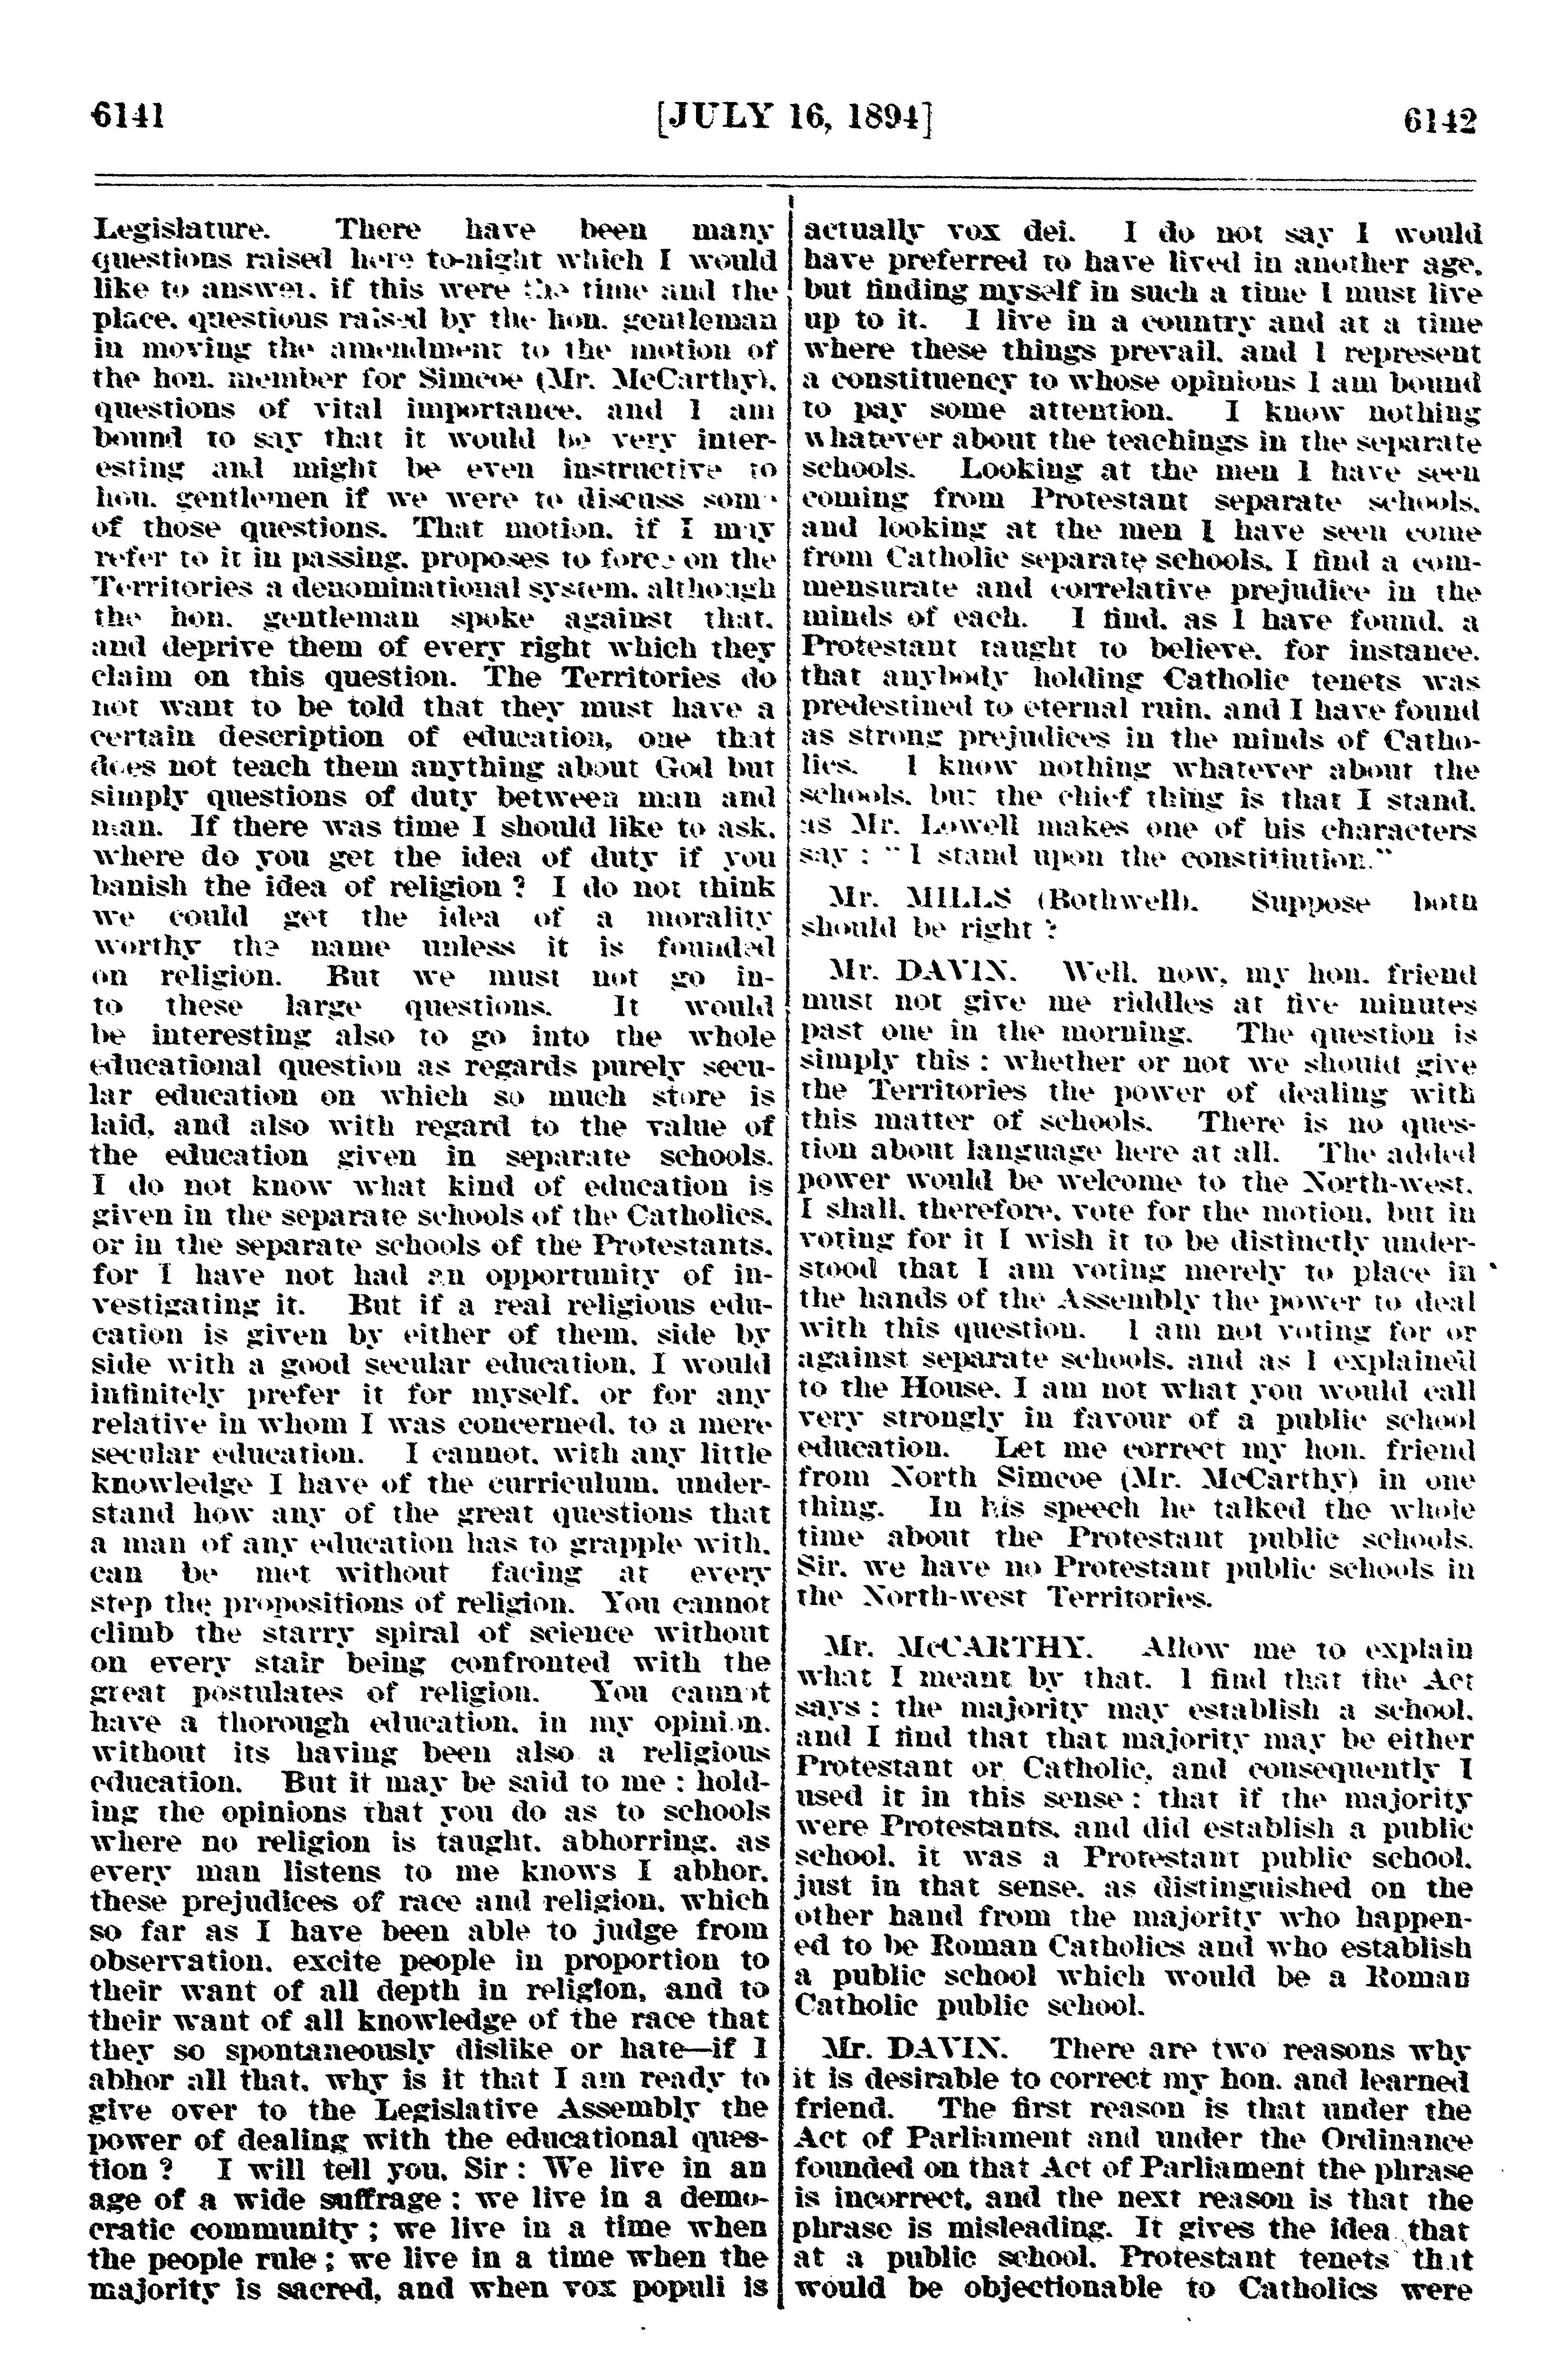 6141
[JULY 16, 1894]
6142
Legislature. There have been many
questions raised here to-night which I would
like to answer, if this were the time and the
place, questions raised by the hon. gentleman
in moving the amendment to the motion of
the hon. member for Simcoe (Mr. McCarthy),
questions of vital importance, and I am
bound to say that it would be very inter-
esting and might be even instructive to
hon. gentlemen if we were to discuss some
of those questions. That motion, if I may
refer to it in passing, proposes to force on the
Territories a denominational system, although
the hon. gentleman spoke against that,
and deprive them of every right which they
claim on this question. The Territories do
not want to be told that they must have a
certain description of education, one that
does not teach them anything about God but
simply questions of duty between man and
man. If there was time I should like to ask,
where do you get the idea of duty if you
banish the idea of religion ? I do not think
we could get the idea of a morality
worthy the name unless it is founded
on religion. But we must not go in-
to these large questions. It would
be interesting also to go into the whole
educational question as regards purely secu-
lar education on which so much store is
laid, and also with regard to the value of
the education given in separate schools.
I do not know what kind of education is
given in the separate schools of the Catholics,
or in the separate schools of the Protestants,
for I have not had an opportunity of in-
vestigating it. But if a real religious edu-
cation is given by either of them, side by
side with a good secular education, I would
infinitely prefer it for myself, or for any
relative in whom I was concerned, to a mere
secular education. I cannot, with any little
knowledge I have of the curriculum, under-
stand how any of the great questions that
a man of any education has to grapple with,
can be met without facing at every
step the propositions of religion. You cannot
climb the starry spiral of science without
on every stair being confronted with the
great postulates of religion. You cannot
have a thorough education, in my opinion,
without its having been also a religious
education. But it may be said to me : hold-
ing the opinions that you do as to schools
where no religion is taught, abhorring, as
every man listens to me knows I abhor,
these prejudices of race and religion, which
so far as I have been able to judge from
observation, excite people in proportion to
their want of all depth in religion, and to
their want of all knowledge of the race that
they so spontaneously dislike or hate—if I
abhor all that, why is it that I am ready to
give over to the Legislative Assembly the
power of dealing with the educational ques-
tion ? I will tell you, Sir : We live in an
age of a wide suffrage ; we live in a demo-
cratic community ; we live in a time when
the people rule ; we live in a time when the
majority is sacred, and when vox populi is
actually vox dei. I do not say I would
have preferred to have lived in another age,
but finding myself in such a time I must live
up to it. I live in a country and at a time
where these things prevail, and I represent
a constituency to whose opinions I am bound
to pay some attention. I know nothing
whatever about the teachings in the separate
schools. Looking at the men I have seen
coming from Protestant separate schools,
and looking at the men I have seen come
from Catholic separate schools, I find a com-
mensurate and correlative prejudice in the
minds of each. I find, as I have found, a
Protestant taught to believe, for instance,
that anybody holding Catholic tenets was
predestined to eternal ruin, and I have found
as strong prejudices in the minds of Catho-
lics. I know nothing whatever about the
schools, but the chief thing is that I stand,
as Mr. Lowell makes one of his characters
say : "I stand upon the constitiution."
Mr. MILLS (Bothwell). Suppose both
should be right ?
Mr. DAVIN. Well, now, my hon. friend
must not give me riddles at five minutes
past one in the morning. The question is
simply this : whether or not we should give
the Territories the power of dealing with
this matter of schools. There is no ques-
tion about language here at all. The added
power would be welcome to the North-west.
I shall, therefore, vote for the motion, but in
voting for it I wish it to be distinctly under-
stood that I am voting merely to place in
the hands of the Assembly the power to deal
with this question. I am not voting for or
against separate schools, and as I explained
to the House, I am not what you would call
very strongly in favour of a public school
education. Let me correct my hon. friend
from North Simcoe (Mr. McCarthy) in one
thing. In his speech he talked the whole
time about the Protestant public schools.
Sir, we have no Protestant public schools in
the North-west Territories.
Mr. McCARTHY. Allow me to explain
what I meant by that. I find that the Act
says : the majority may establish a school,
and I find that that majority may be either
Protestant or Catholic, and consequently I
used it in this sense : that if the majority
were Protestants, and did establish a public
school, it was a Protestant public school,
just in that sense, as distinguished on the
other hand from the majority who happen-
ed to be Roman Catholics and who establish
a public school which would be a Roman
Catholic public school.
Mr. DAVIN. There are two reasons why
it is desirable to correct my hon. and learned
friend. The first reason is that under the
Act of Parliament and under the Ordinance
founded on that Act of Parliament the phrase
is incorrect, and the next reason is that the
phrase is misleading. It gives the idea that
at a public school, Protestant tenets that
would be objectionable to Catholics were